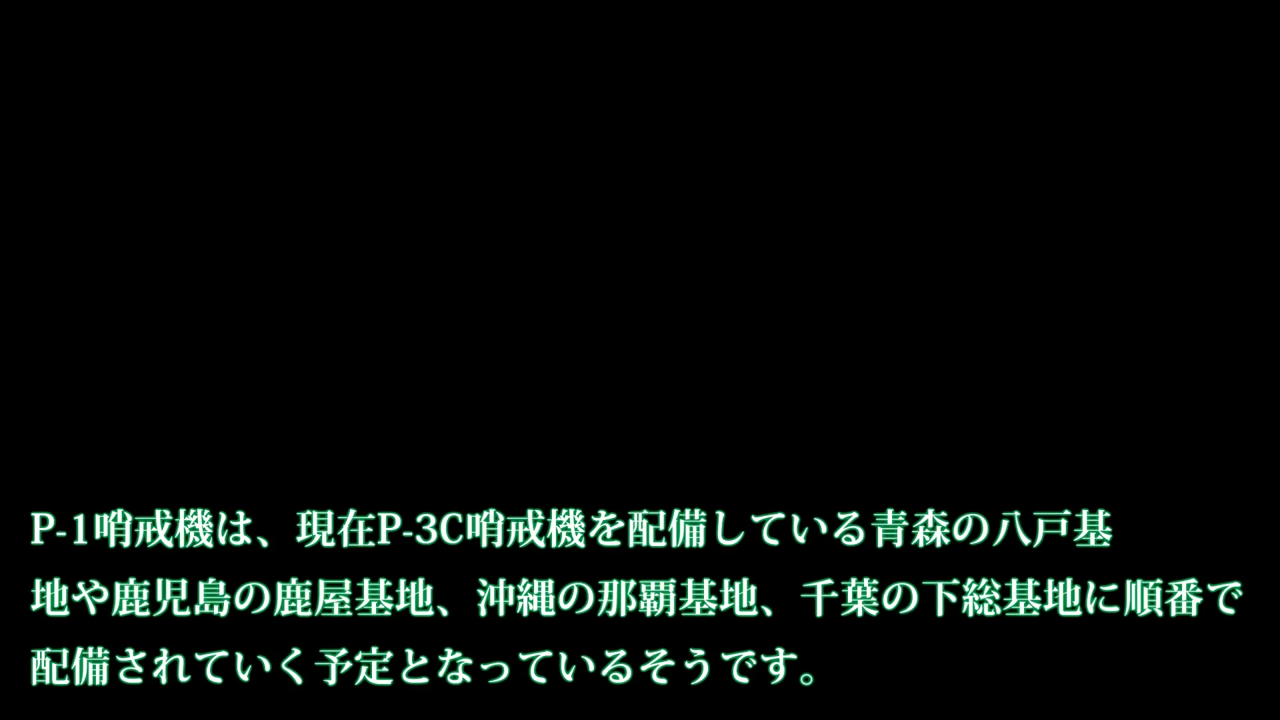 P-1哨戒機は、現在P-3C哨戒機を配備している青森の八戸基
地や鹿児島の鹿屋基地、沖縄の那覇基地、千葉の下総基地に順番で
配備されていく予定となっているそうです。